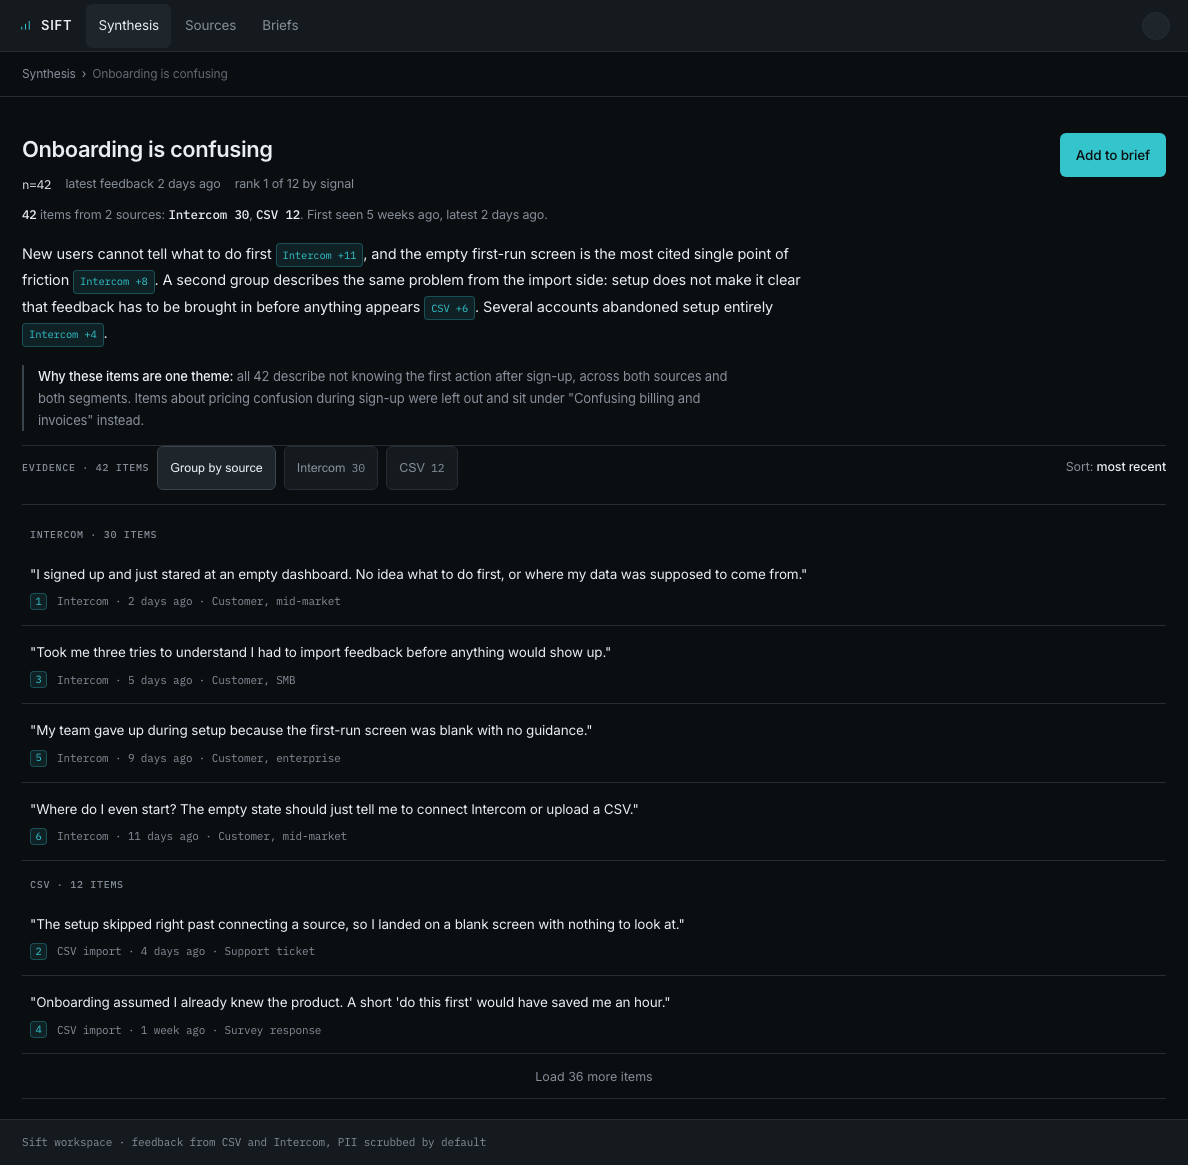 SIFT Synthesis Sources Briefs
Synthesis › Onboarding is confusing
Onboarding is confusing
Add to brief
n=42 latest feedback 2 days ago rank 1 of 12 by signal
42 items from 2 sources: Intercom 30, CSV 12. First seen 5 weeks ago, latest 2 days ago.
New users cannot tell what to do first Intercom +11, and the empty first-run screen is the most cited single point of
friction Intercom +8. A second group describes the same problem from the import side: setup does not make it clear
that feedback has to be brought in before anything appears CSV +6. Several accounts abandoned setup entirely
Intercom +4.
Why these items are one theme: all 42 describe not knowing the first action after sign-up, across both sources and
both segments. Items about pricing confusion during sign-up were left out and sit under "Confusing billing and
invoices" instead.
EVIDENCE · 42 ITEMS Group by source Intercom 30 CSV 12 Sort: most recent
INTERCOM · 30 ITEMS
"I signed up and just stared at an empty dashboard. No idea what to do first, or where my data was supposed to come from."
1 Intercom · 2 days ago · Customer, mid-market
"Took me three tries to understand I had to import feedback before anything would show up."
3 Intercom · 5 days ago · Customer, SMB
"My team gave up during setup because the first-run screen was blank with no guidance."
5 Intercom · 9 days ago · Customer, enterprise
"Where do I even start? The empty state should just tell me to connect Intercom or upload a CSV."
6 Intercom · 11 days ago · Customer, mid-market
CSV · 12 ITEMS
"The setup skipped right past connecting a source, so I landed on a blank screen with nothing to look at."
2 CSV import · 4 days ago · Support ticket
"Onboarding assumed I already knew the product. A short 'do this first' would have saved me an hour."
4 CSV import · 1 week ago · Survey response
Load 36 more items
Sift workspace · feedback from CSV and Intercom, PII scrubbed by default